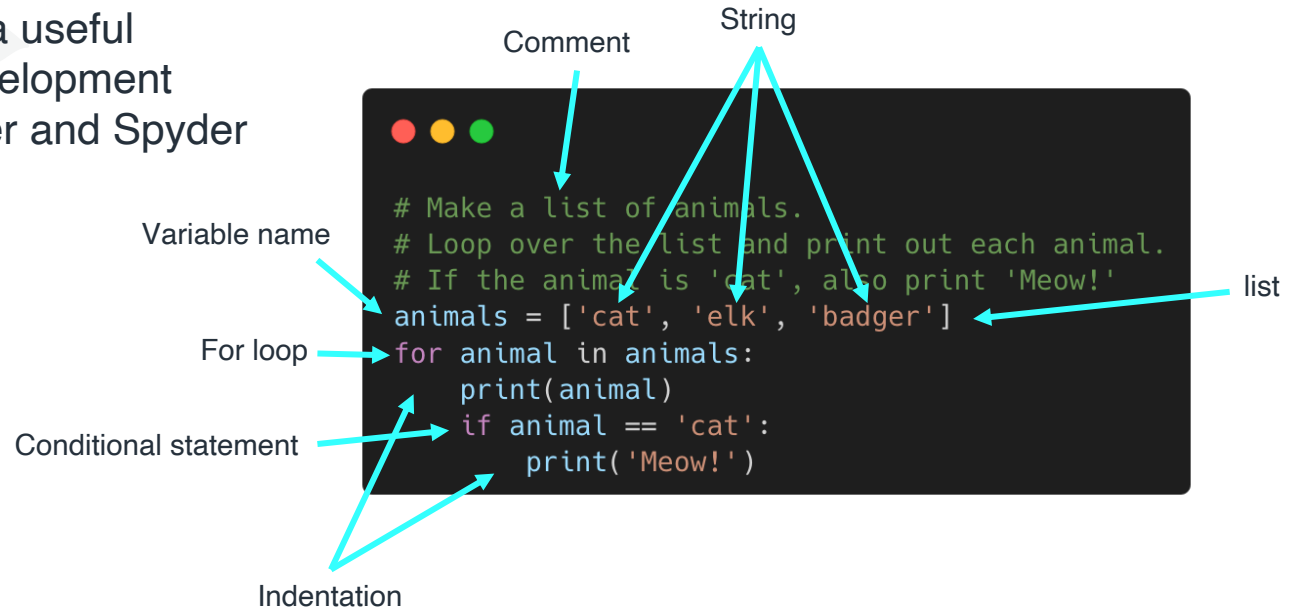 a useful
elopment
er and Spyder
String
Comment
# Make a list of animals.
Variable name
# Loop over the list and print out each animal.
# If the animal is 'cat', also print 'Meow!'
list
animals = ['cat', 'elk', 'badger']
For loop
for animal in animals:
    print(animal)
Conditional statement
    if animal == 'cat':
        print('Meow!')
Indentation